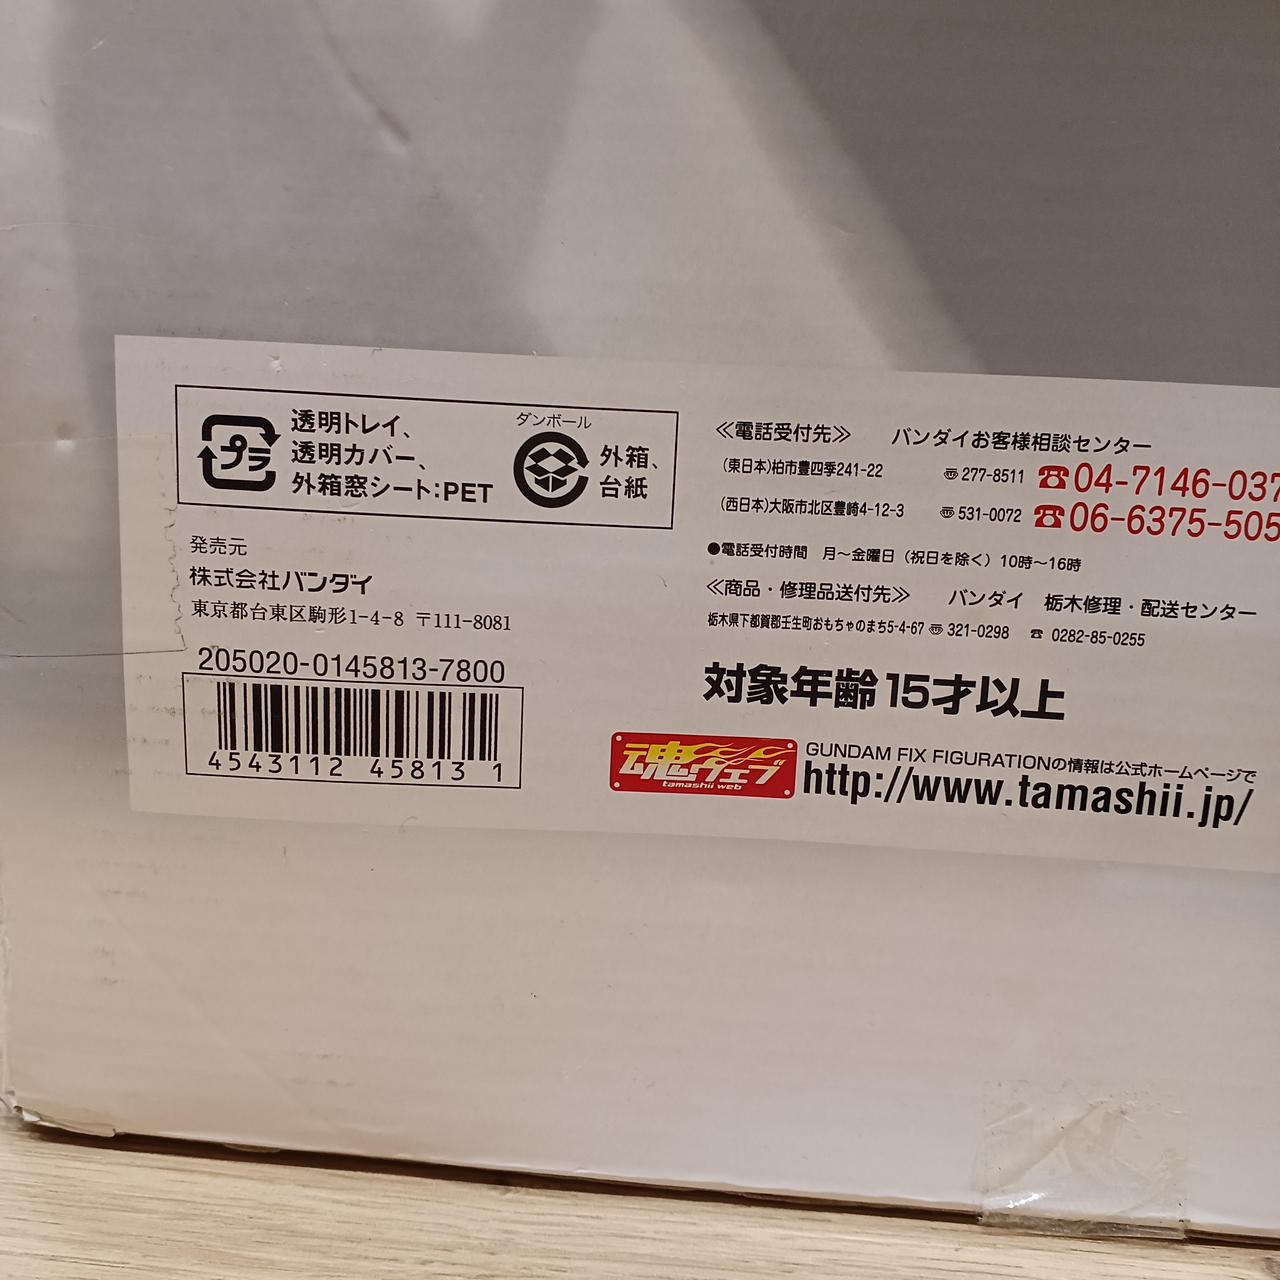 プラ
透明トレイ、
透明カバー、
外箱窓シート:PET
ダンボール
外箱、
台紙
発売元
株式会社バンダイ
東京都台東区駒形1-4-8 〒111-8081
205020-0145813-7800
4543112 45813 1
≪電話受付先≫ バンダイお客様相談センター
(東日本)柏市豊四季241-22 〠277-8511 ☎04-7146-037
(西日本)大阪市北区豊崎4-12-3 〠531-0072 ☎06-6375-505
●電話受付時間 月〜金曜日(祝日を除く)10時〜16時
≪商品・修理品送付先≫ バンダイ 栃木修理・配送センター
栃木県下都賀郡壬生町おもちゃのまち5-4-67 〠321-0298 ☎ 0282-85-0255
対象年齢15才以上
魂ウェブ
tamashii web
GUNDAM FIX FIGURATIONの情報は公式ホームページで
http://www.tamashii.jp/